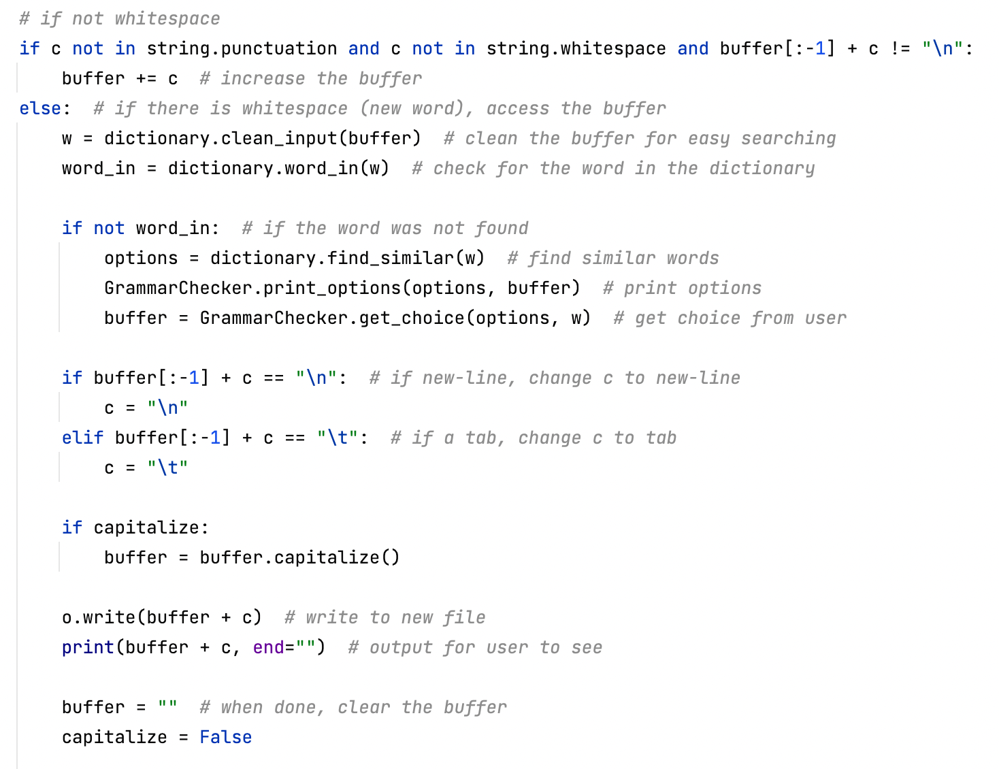 # if not whitespace
if c not in string.punctuation and c not in string.whitespace and buffer[:-1] + c != "\n":
    buffer += c  # increase the buffer
else:  # if there is whitespace (new word), access the buffer
    w = dictionary.clean_input(buffer)  # clean the buffer for easy searching
    word_in = dictionary.word_in(w)  # check for the word in the dictionary

    if not word_in:  # if the word was not found
        options = dictionary.find_similar(w)  # find similar words
        GrammarChecker.print_options(options, buffer)  # print options
        buffer = GrammarChecker.get_choice(options, w)  # get choice from user

    if buffer[:-1] + c == "\n":  # if new-line, change c to new-line
        c = "\n"
    elif buffer[:-1] + c == "\t":  # if a tab, change c to tab
        c = "\t"

    if capitalize:
        buffer = buffer.capitalize()

    o.write(buffer + c)  # write to new file
    print(buffer + c, end="")  # output for user to see

    buffer = ""  # when done, clear the buffer
    capitalize = False